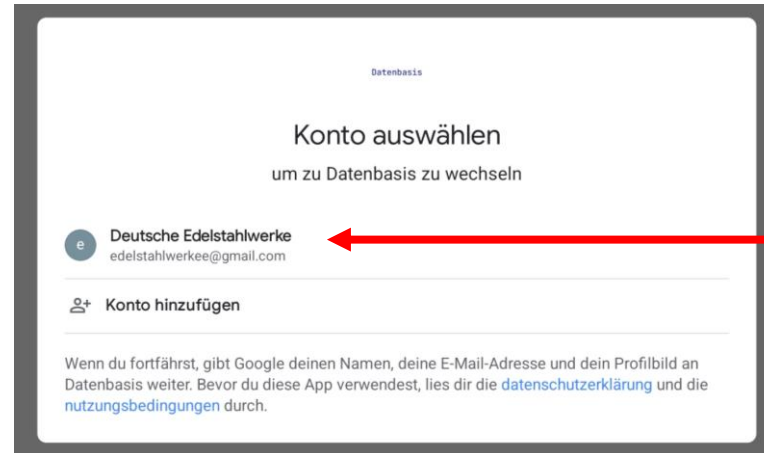 Datenbasis
Konto auswählen
um zu Datenbasis zu wechseln
e
Deutsche Edelstahlwerke
edelstahlwerkee@gmail.com
Konto hinzufügen
Wenn du fortfährst, gibt Google deinen Namen, deine E-Mail-Adresse und dein Profilbild an
Datenbasis weiter. Bevor du diese App verwendest, lies dir die datenschutzerklärung und die
nutzungsbedingungen durch.